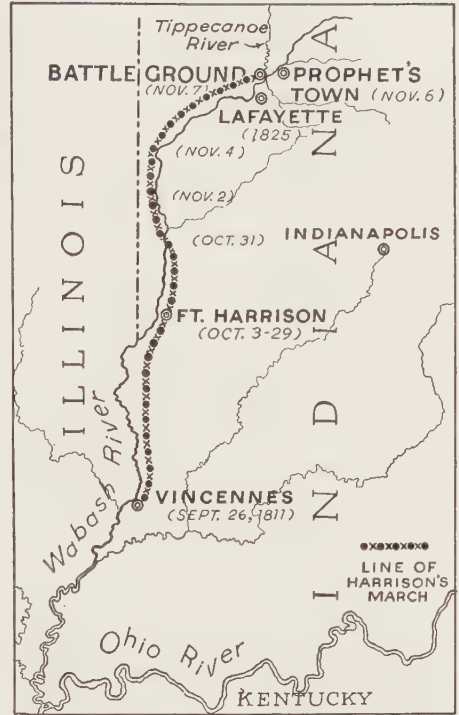 Tippecanoe
River
BATTLE GROUND
(NOV. 7)
PROPHET'S
TOWN (NOV. 6)
LAFAYETTE
(1825)
(NOV. 4)
(NOV. 2)
(OCT. 31)
INDIANAPOLIS
FT. HARRISON
(OCT. 3-29)
ILLINOIS
INDIANA
Wabash River
VINCENNES
(SEPT. 26, 1811)
LINE OF
HARRISON'S
MARCH
Ohio River
KENTUCKY